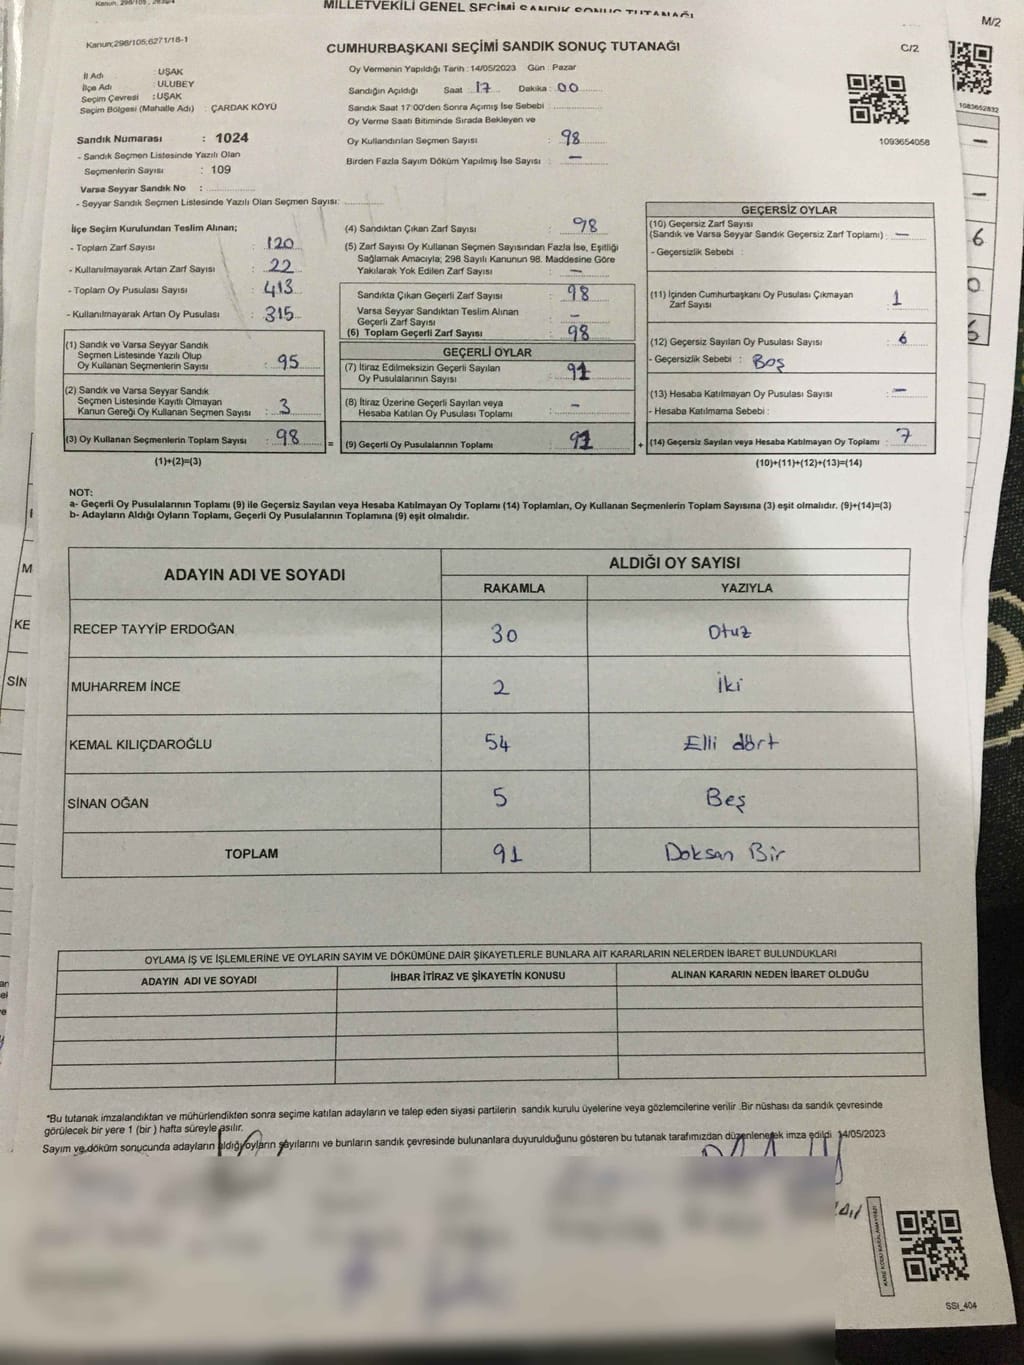 MİLLETVEKİLİ GENEL SEÇİMİ SANDIK SONUÇ TUTANAĞI
M/2
Kanun;298/105;6271/18-1
CUMHURBAŞKANI SEÇİMİ SANDIK SONUÇ TUTANAĞI
C/2
İl Adı : UŞAK
İlçe Adı : ULUBEY
Seçim Çevresi : UŞAK
Seçim Bölgesi (Mahalle Adı) : ÇARDAK KÖYÜ
Sandık Numarası : 1024
- Sandık Seçmen Listesinde Yazılı Olan
Seçmenlerin Sayısı : 109
Varsa Seyyar Sandık No :
- Seyyar Sandık Seçmen Listesinde Yazılı Olan Seçmen Sayısı:
Oy Vermenin Yapıldığı Tarih : 14/05/2023 Gün : Pazar
Sandığın Açıldığı Saat : 17 Dakika : 00
Sandık Saat 17:00'den Sonra Açımış İse Sebebi :
Oy Verme Saati Bitiminde Sırada Bekleyen ve
Oy Kullandırılan Seçmen Sayısı : 98
Birden Fazla Sayım Döküm Yapılmış İse Sayısı : —
1093654058
1083652832
İlçe Seçim Kurulundan Teslim Alınan;
- Toplam Zarf Sayısı : 120
- Kullanılmayarak Artan Zarf Sayısı : 22
- Toplam Oy Pusulası Sayısı : 413
- Kullanılmayarak Artan Oy Pusulası : 315
(1) Sandık ve Varsa Seyyar Sandık
Seçmen Listesinde Yazılı Olup
Oy Kullanan Seçmenlerin Sayısı : 95
(2) Sandık ve Varsa Seyyar Sandık
Seçmen Listesinde Kayıtlı Olmayan
Kanun Gereği Oy Kullanan Seçmen Sayısı : 3
(3) Oy Kullanan Seçmenlerin Toplam Sayısı : 98
(1)+(2)=(3)
(4) Sandıktan Çıkan Zarf Sayısı : 98
(5) Zarf Sayısı Oy Kullanan Seçmen Sayısından Fazla İse, Eşitliği
Sağlamak Amacıyla; 298 Sayılı Kanunun 98. Maddesine Göre
Yakılarak Yok Edilen Zarf Sayısı : —
Sandıkta Çıkan Geçerli Zarf Sayısı : 98
Varsa Seyyar Sandıktan Teslim Alınan
Geçerli Zarf Sayısı : —
(6) Toplam Geçerli Zarf Sayısı : 98
GEÇERLİ OYLAR
(7) İtiraz Edilmeksizin Geçerli Sayılan
Oy Pusulalarının Sayısı : 91
(8) İtiraz Üzerine Geçerli Sayılan veya
Hesaba Katılan Oy Pusulası Toplamı : —
= (9) Geçerli Oy Pusulalarının Toplamı : 91
GEÇERSİZ OYLAR
(10) Geçersiz Zarf Sayısı
(Sandık ve Varsa Seyyar Sandık Geçersiz Zarf Toplamı) : —
- Geçersizlik Sebebi :
(11) İçinden Cumhurbaşkanı Oy Pusulası Çıkmayan
Zarf Sayısı : 1
(12) Geçersiz Sayılan Oy Pusulası Sayısı : 6
- Geçersizlik Sebebi : Boş
(13) Hesaba Katılmayan Oy Pusulası Sayısı : —
- Hesaba Katılmama Sebebi :
+ (14) Geçersiz Sayılan veya Hesaba Katılmayan Oy Toplamı : 7
(10)+(11)+(12)+(13)=(14)
NOT:
a- Geçerli Oy Pusulalarının Toplamı (9) ile Geçersiz Sayılan veya Hesaba Katılmayan Oy Toplamı (14) Toplamları, Oy Kullanan Seçmenlerin Toplam Sayısına (3) eşit olmalıdır. (9)+(14)=(3)
b- Adayların Aldığı Oyların Toplamı, Geçerli Oy Pusulalarının Toplamına (9) eşit olmalıdır.
ADAYIN ADI VE SOYADI ALDIĞI OY SAYISI
RAKAMLA YAZIYLA
RECEP TAYYİP ERDOĞAN 30 Otuz
MUHARREM İNCE 2 İki
KEMAL KILIÇDAROĞLU 54 Elli dört
SİNAN OĞAN 5 Beş
TOPLAM 91 Doksan Bir
OYLAMA İŞ VE İŞLEMLERİNE VE OYLARIN SAYIM VE DÖKÜMÜNE DAİR ŞİKAYETLERLE BUNLARA AİT KARARLARIN NELERDEN İBARET BULUNDUKLARI
ADAYIN ADI VE SOYADI İHBAR İTİRAZ VE ŞİKAYETİN KONUSU ALINAN KARARIN NEDEN İBARET OLDUĞU
*Bu tutanak imzalandıktan ve mühürlendikten sonra seçime katılan adayların ve talep eden siyasi partilerin sandık kurulu üyelerine veya gözlemcilerine verilir. Bir nüshası da sandık çevresinde
görülecek bir yere 1 (bir ) hafta süreyle asılır.
Sayım ve döküm sonucunda adayların aldığı oyların sayılarını ve bunların sandık çevresinde bulunanlara duyurulduğunu gösteren bu tutanak tarafımızdan düzenlenerek imza edildi 14/05/2023
SSI_404